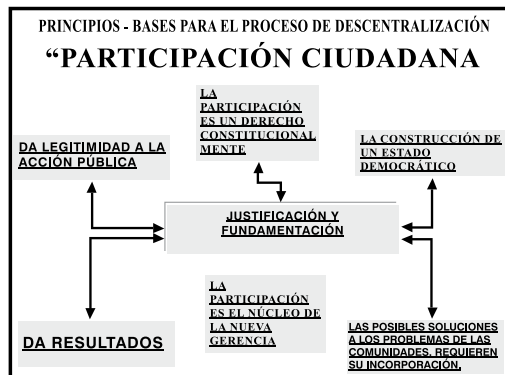 PRINCIPIOS - BASES PARA EL PROCESO DE DESCENTRALIZACIÓN
“PARTICIPACIÓN CIUDADANA
LA
PARTICIPACIÓN
ES UN DERECHO
CONSTITUCIONAL
MENTE
DA LEGITIMIDAD A LA
ACCIÓN PÚBLICA
LA CONSTRUCCIÓN DE
UN ESTADO
DEMOCRÁTICO
JUSTIFICACIÓN Y
FUNDAMENTACIÓN
LA
PARTICIPACIÓN
ES EL NÚCLEO DE
LA NUEVA
GERENCIA
DA RESULTADOS
LAS POSIBLES SOLUCIONES
A LOS PROBLEMAS DE LAS
COMUNIDADES, REQUIEREN
SU INCORPORACIÓN,